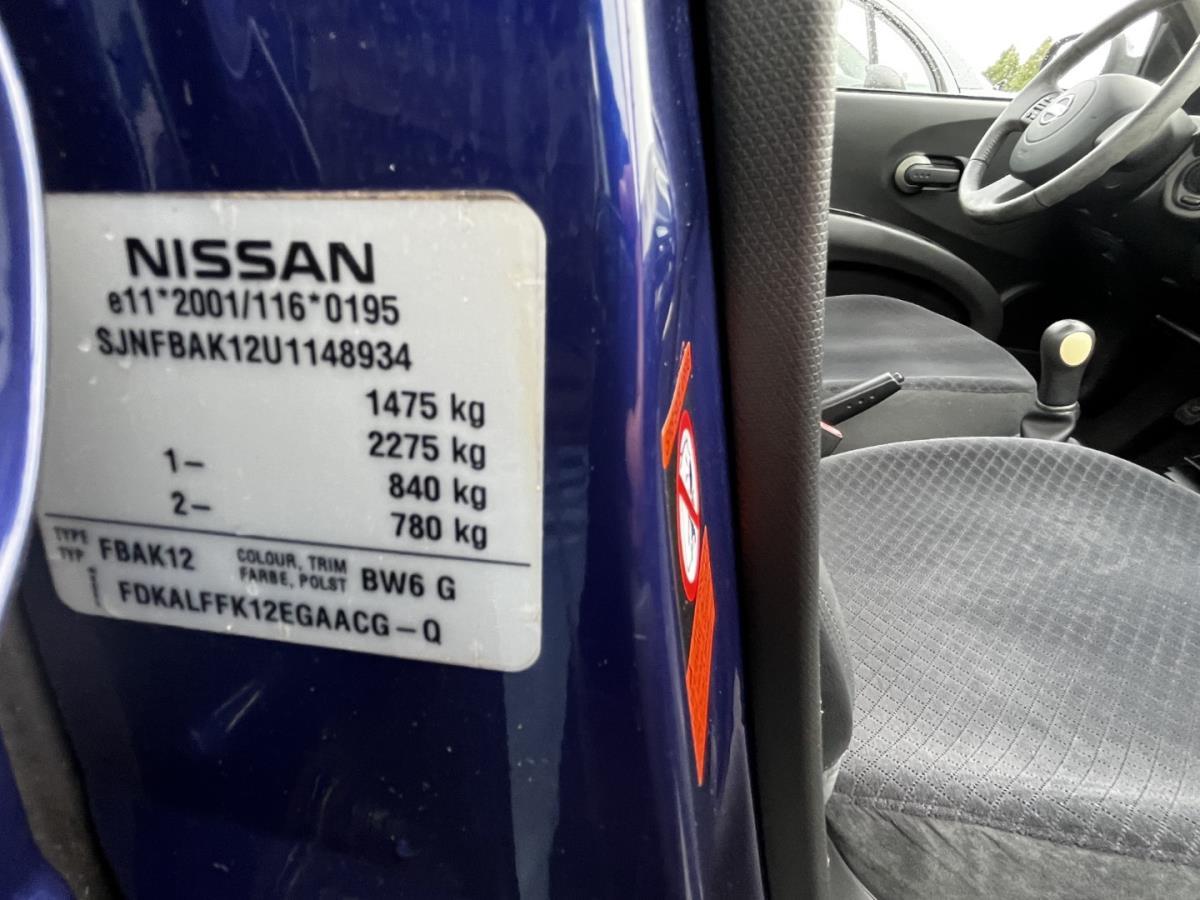 NISSAN
e11*2001/116*0195
SJNFBAK12U1148934
1475 kg
2275 kg
1- 840 kg
2- 780 kg
TYPE
TYP FBAK12 COLOUR, TRIM
FARBE, POLST BW6 G
FDKALFFK12EGAACG-Q